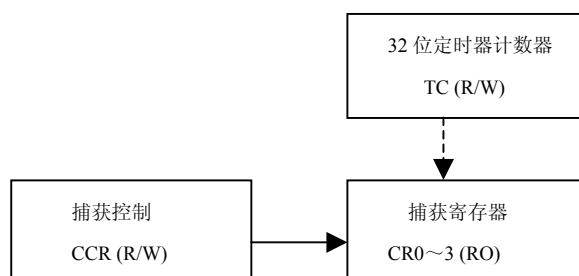 32 位定时器计数器
TC (R/W)
捕获控制
CCR (R/W)
捕获寄存器
CR0～3 (RO)